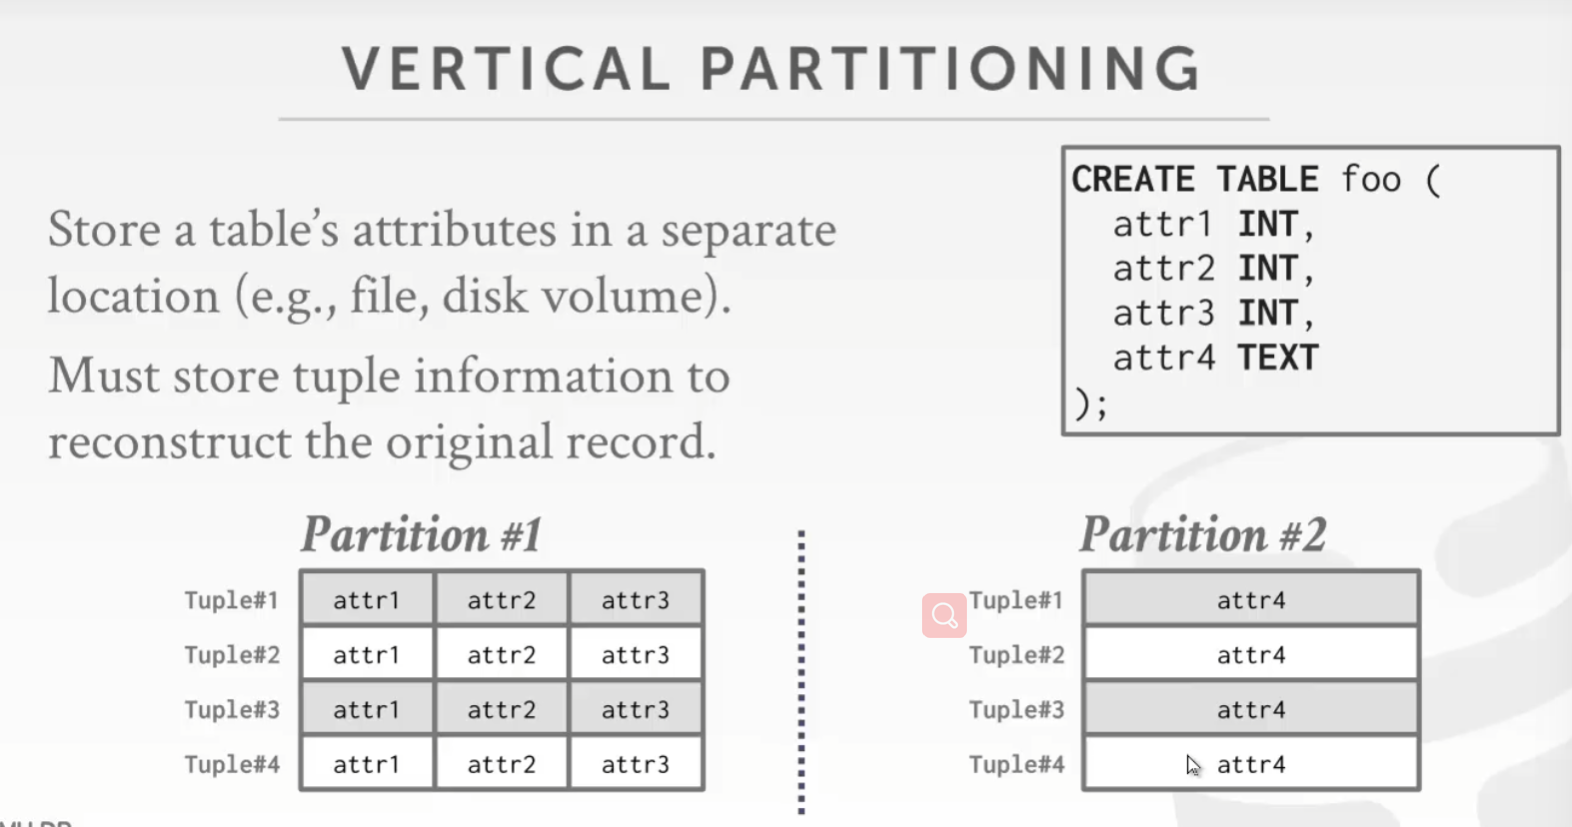 VERTICAL PARTITIONING
Store a table's attributes in a separate
location (e.g., file, disk volume).
Must store tuple information to
reconstruct the original record.
CREATE TABLE foo (
attr1 INT,
attr2 INT,
attr3 INT,
attr4 TEXT
);
Partition #1
Tuple#1 attr1 attr2 attr3
Tuple#2 attr1 attr2 attr3
Tuple#3 attr1 attr2 attr3
Tuple#4 attr1 attr2 attr3
Partition #2
Tuple#1 attr4
Tuple#2 attr4
Tuple#3 attr4
Tuple#4 attr4